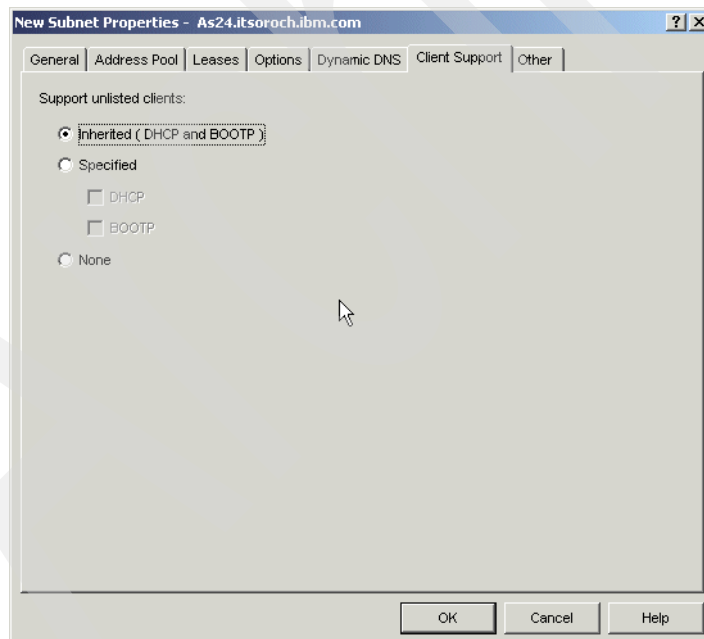 New Subnet Properties - As24.itsoroch.ibm.com
General Address Pool Leases Options Dynamic DNS Client Support Other
Support unlisted clients:
Inherited ( DHCP and BOOTP )
Specified
DHCP
BOOTP
None
OK Cancel Help